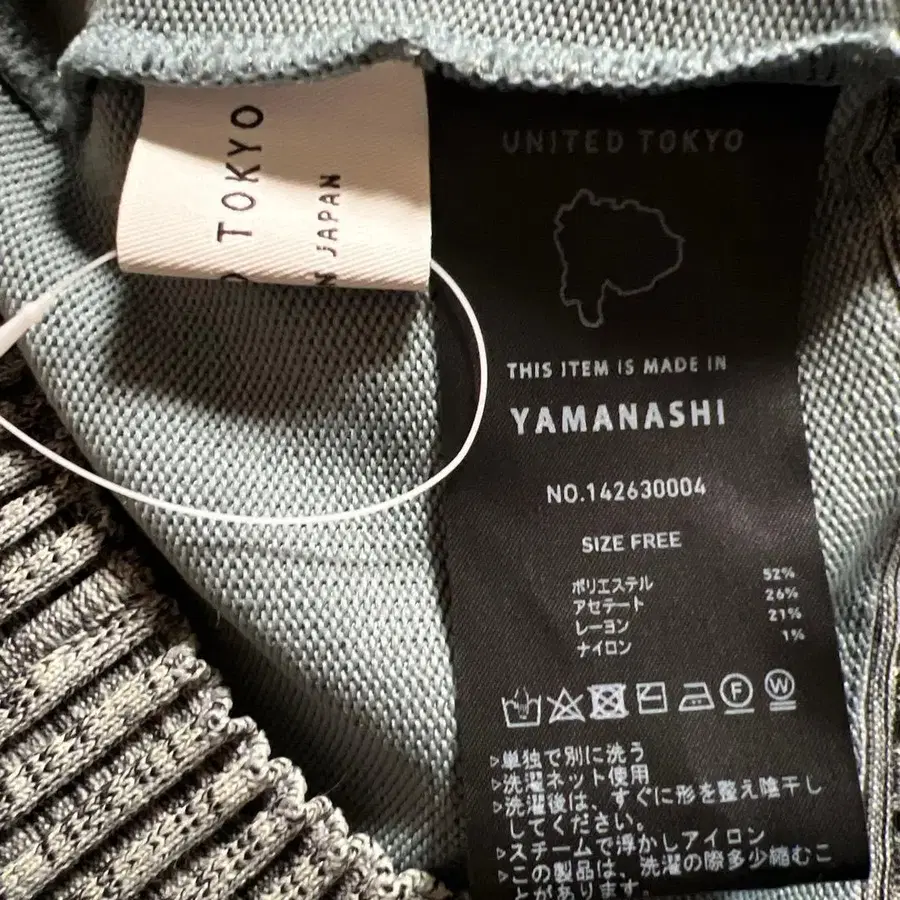 TOKYO
N JAPAN
UNITED TOKYO
THIS ITEM IS MADE IN
YAMANASHI
NO.142630004
SIZE FREE
ポリエステル 52%
アセテート 26%
レーヨン 21%
ナイロン 1%
F W
▷単独で別に洗う
▷洗濯ネット使用
▷洗濯後は、すぐに形を整え陰干し
してください。
▷スチームで浮かしアイロン
▷この製品は、洗濯の際多少縮むこ
とがあります。